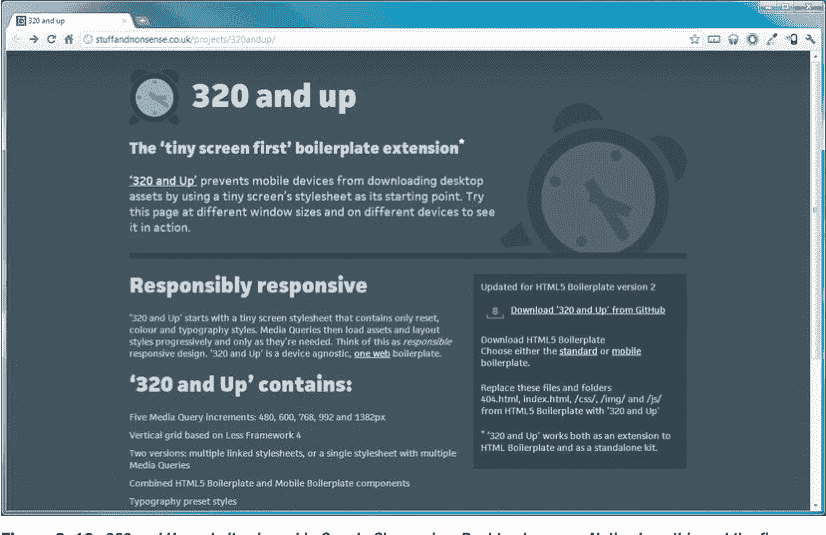 320 and up
stuffandnonsense.co.uk/projects/320andup/
320 and up
The ‘tiny screen first’ boilerplate extension*
‘320 and Up’ prevents mobile devices from downloading desktop
assets by using a tiny screen’s stylesheet as its starting point. Try
this page at different window sizes and on different devices to see
it in action.
Responsibly responsive
‘320 and Up’ starts with a tiny screen stylesheet that contains only reset,
colour and typography styles. Media Queries then load assets and layout
styles progressively and only as they’re needed. Think of this as responsible
responsive design. ‘320 and Up’ is a device agnostic, one web boilerplate.
‘320 and Up’ contains:
Five Media Query increments: 480, 600, 768, 992 and 1382px
Vertical grid based on Less Framework 4
Two versions: multiple linked stylesheets, or a single stylesheet with multiple
Media Queries
Combined HTML5 Boilerplate and Mobile Boilerplate components
Typography preset styles
Updated for HTML5 Boilerplate version 2
Download ‘320 and Up’ from GitHub
Download HTML5 Boilerplate
Choose either the standard or mobile
boilerplate.
Replace these files and folders
404.html, index.html, /css/, /img/ and /js/
from HTML5 Boilerplate with ‘320 and Up’
* ‘320 and Up’ works both as an extension to
HTML Boilerplate and as a standalone kit.